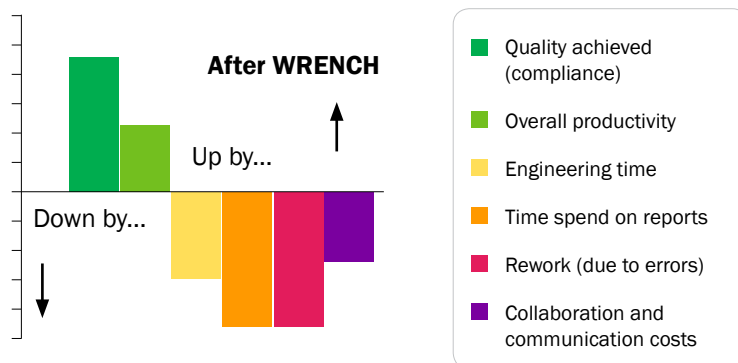 After WRENCH
Up by...
Down by...
Quality achieved
(compliance)
Overall productivity
Engineering time
Time spend on reports
Rework (due to errors)
Collaboration and
communication costs